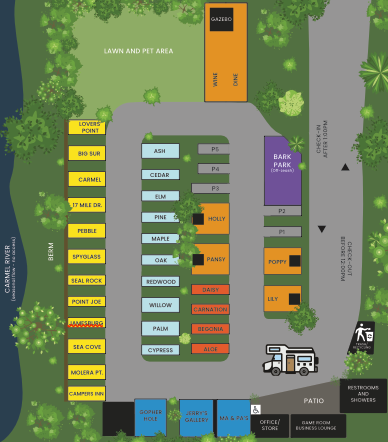 GAZEBO
LAWN AND PET AREA
WINE
DINE
LOVERS
POINT
BIG SUR
CARMEL
17 MILE DR.
PEBBLE
SPYGLASS
SEAL ROCK
POINT JOE
JAMESBURG
SEA COVE
MOLERA PT.
CAMPERS INN
BERM
CARMEL RIVER
ASH
CEDAR
ELM
PINE
MAPLE
OAK
REDWOOD
WILLOW
PALM
CYPRESS
P5
P4
P3
HOLLY
PANSY
DAISY
CARNATION
BEGONIA
ALOE
BARK
PARK
(Off-leash)
P2
P1
POPPY
LILY
CHECK-IN
AFTER 1:00PM
CHECK-OUT
BEFORE 12:00PM
TRASH
RECYCLING
RESTROOMS
AND
SHOWERS
PATIO
GOPHER
HOLE
JERRY'S
GALLERY
MA & PA'S
OFFICE/
STORE
GAME ROOM
BUSINESS LOUNGE